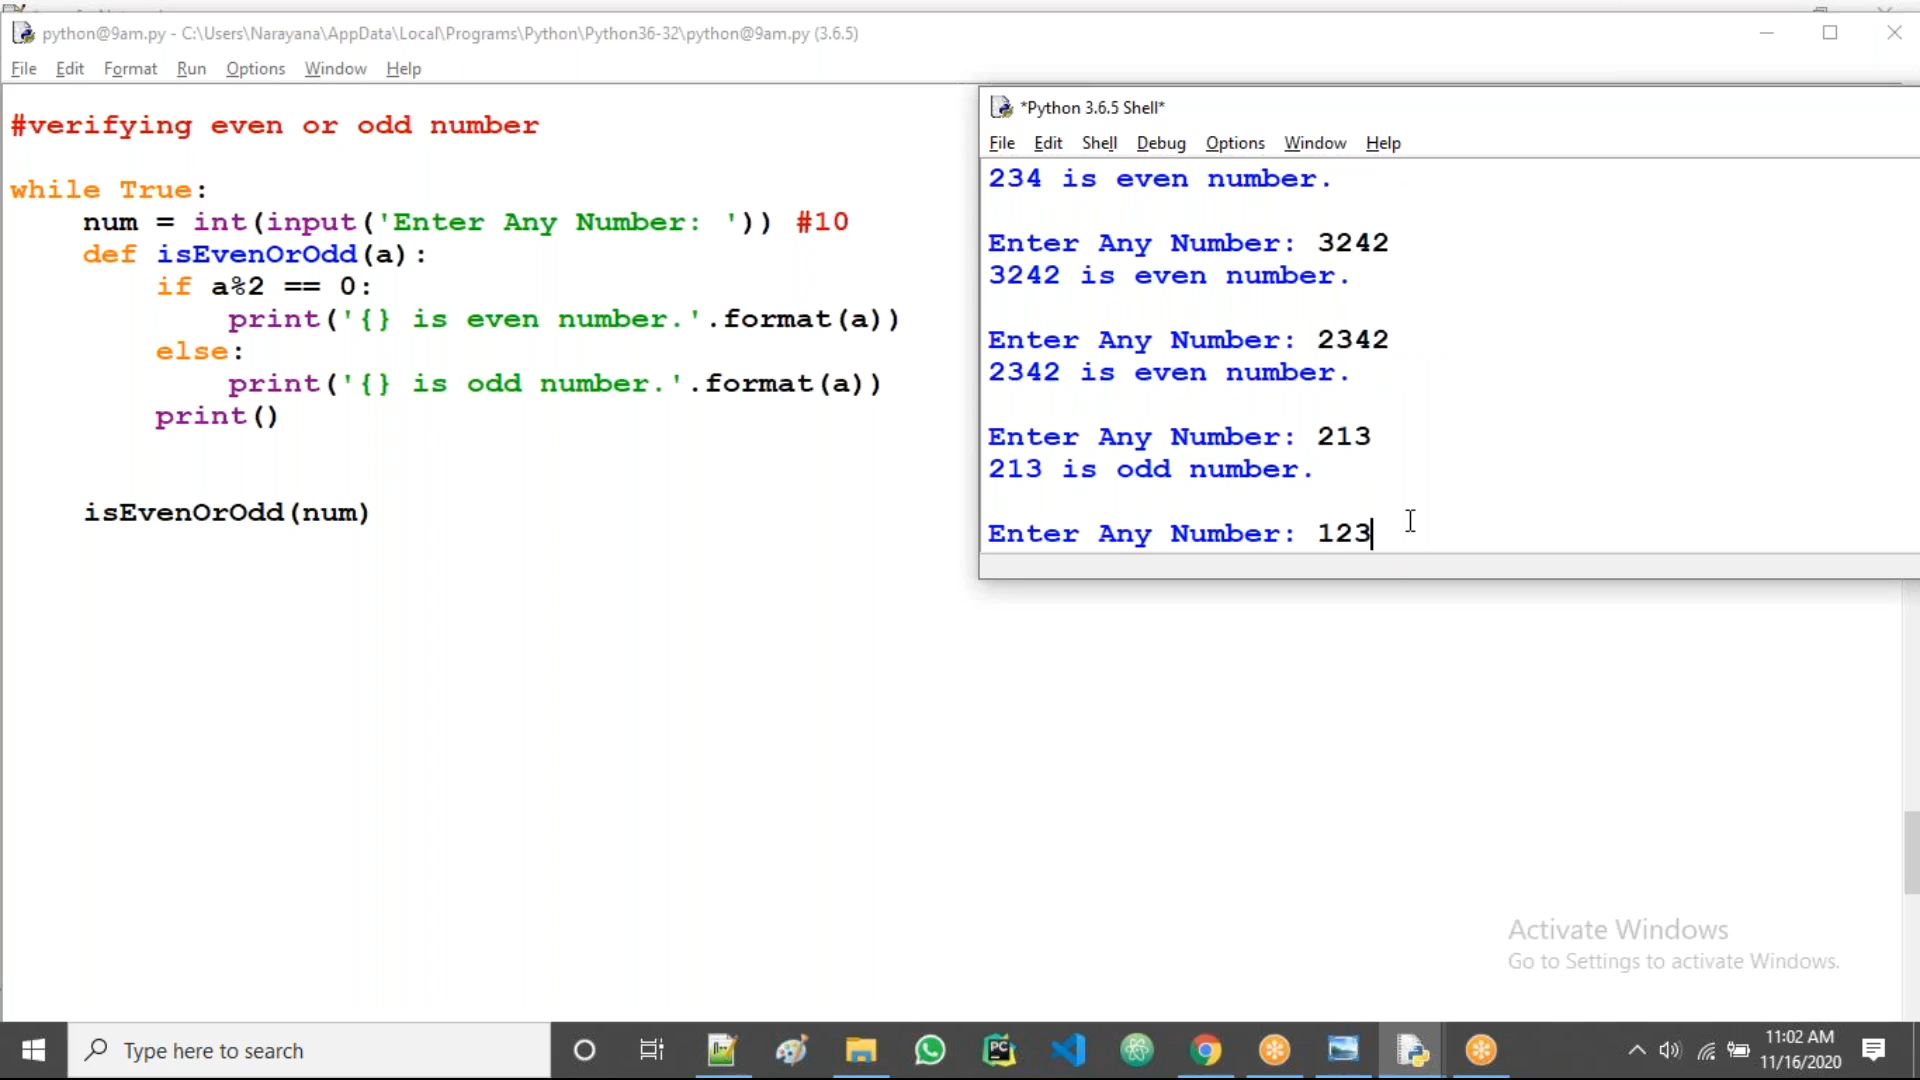 python@9am.py - C:\Users\Narayana\AppData\Local\Programs\Python\Python36-32\python@9am.py (3.6.5)
File Edit Format Run Options Window Help
#verifying even or odd number
while True:
num = int(input('Enter Any Number: ')) #10
def isEvenOrOdd(a):
if a%2 == 0:
print('{} is even number.'.format(a))
else:
print('{} is odd number.'.format(a))
print()
isEvenOrOdd(num)
*Python 3.6.5 Shell*
File Edit Shell Debug Options Window Help
234 is even number.
Enter Any Number: 3242
3242 is even number.
Enter Any Number: 2342
2342 is even number.
Enter Any Number: 213
213 is odd number.
Enter Any Number: 123
Activate Windows
Go to Settings to activate Windows.
Type here to search
PC
11:02 AM
11/16/2020